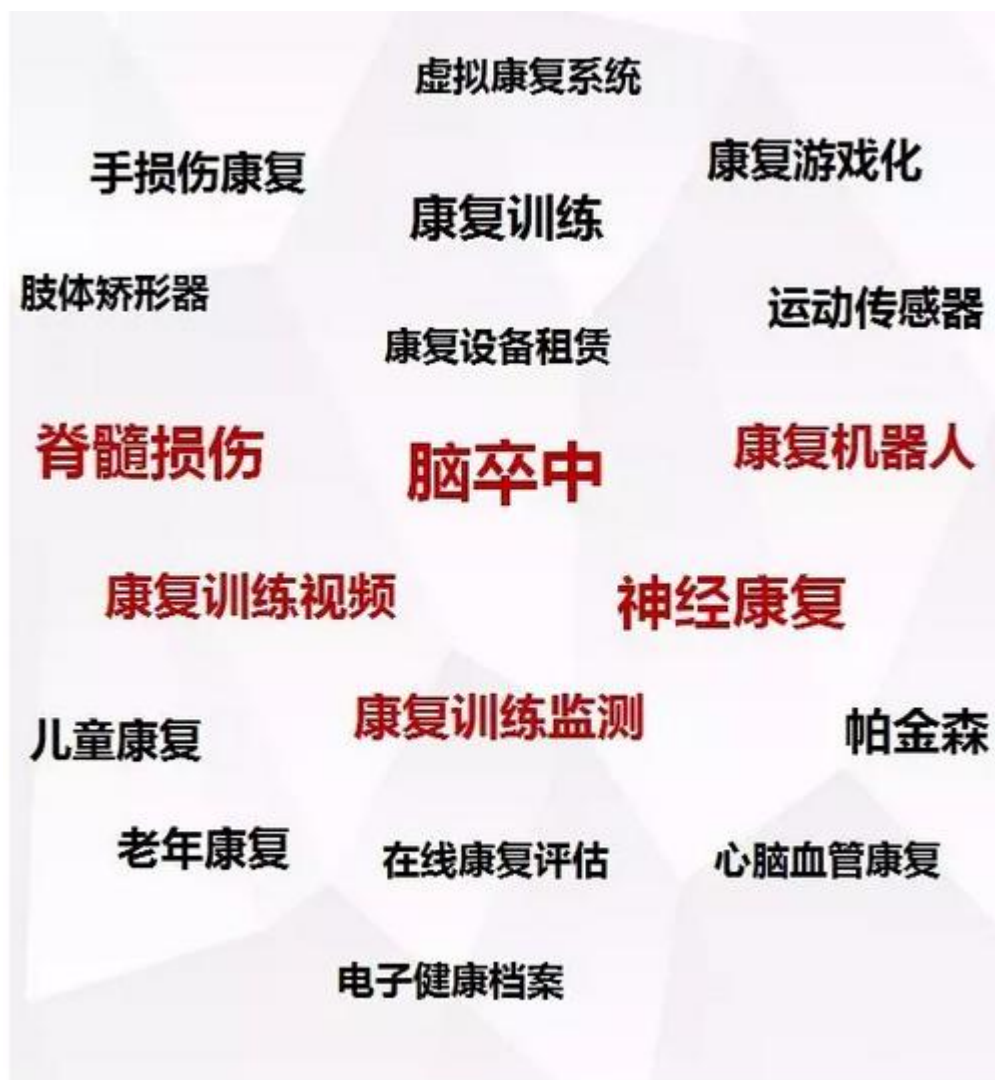 虚拟康复系统
手损伤康复
康复游戏化
康复训练
肢体矫形器
运动传感器
康复设备租赁
脊髓损伤
脑卒中
康复机器人
康复训练视频
神经康复
儿童康复
康复训练监测
帕金森
老年康复
在线康复评估
心脑血管康复
电子健康档案